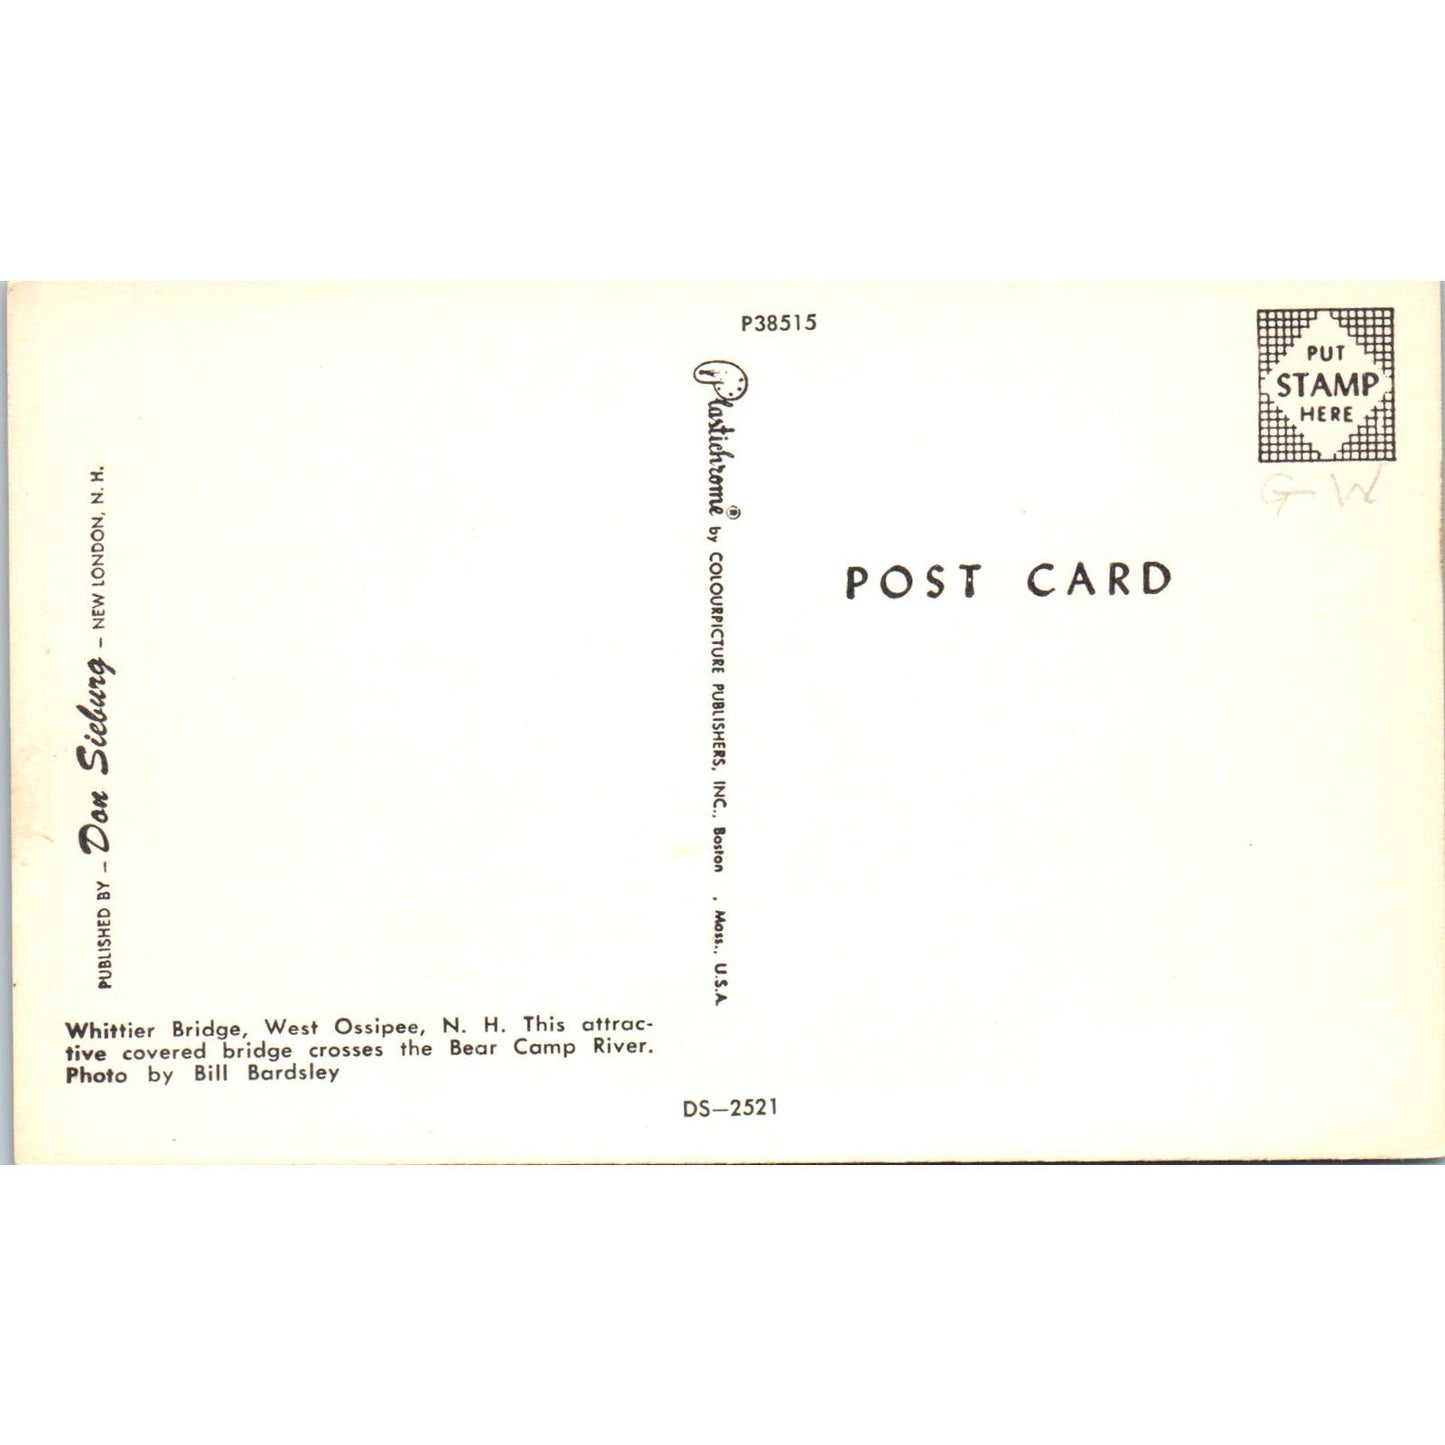 P38515
PUT
STAMP
HERE
G W
Plastichrome® by COLOURPICTURE PUBLISHERS, INC., Boston , Mass., U.S.A.
POST CARD
PUBLISHED BY – Don Sieburg – NEW LONDON, N. H.
Whittier Bridge, West Ossipee, N. H. This attrac-
tive covered bridge crosses the Bear Camp River.
Photo by Bill Bardsley
DS–2521